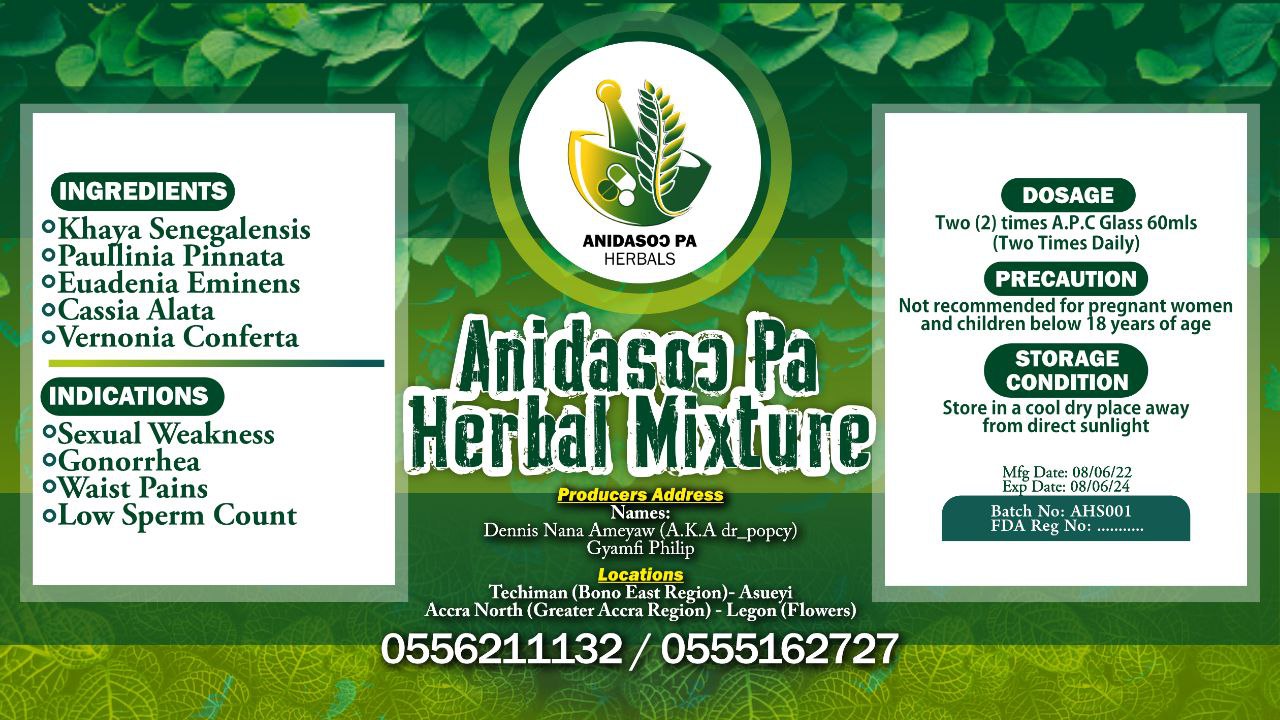 INGREDIENTS
Khaya Senegalensis
Paullinia Pinnata
Euadenia Eminens
Cassia Alata
Vernonia Conferta
INDICATIONS
Sexual Weakness
Gonorrhea
Waist Pains
Low Sperm Count
ANIDASOƆ PA
HERBALS
Anidasoɔ Pa
Herbal Mixture
Producers Address
Names:
Dennis Nana Ameyaw (A.K.A dr_popcy)
Gyamfi Philip
Locations
Techiman (Bono East Region)- Asueyi
Accra North (Greater Accra Region) - Legon (Flowers)
0556211132 / 0555162727
DOSAGE
Two (2) times A.P.C Glass 60mls
(Two Times Daily)
PRECAUTION
Not recommended for pregnant women
and children below 18 years of age
STORAGE
CONDITION
Store in a cool dry place away
from direct sunlight
Mfg Date: 08/06/22
Exp Date: 08/06/24
Batch No: AHS001
FDA Reg No: ...........